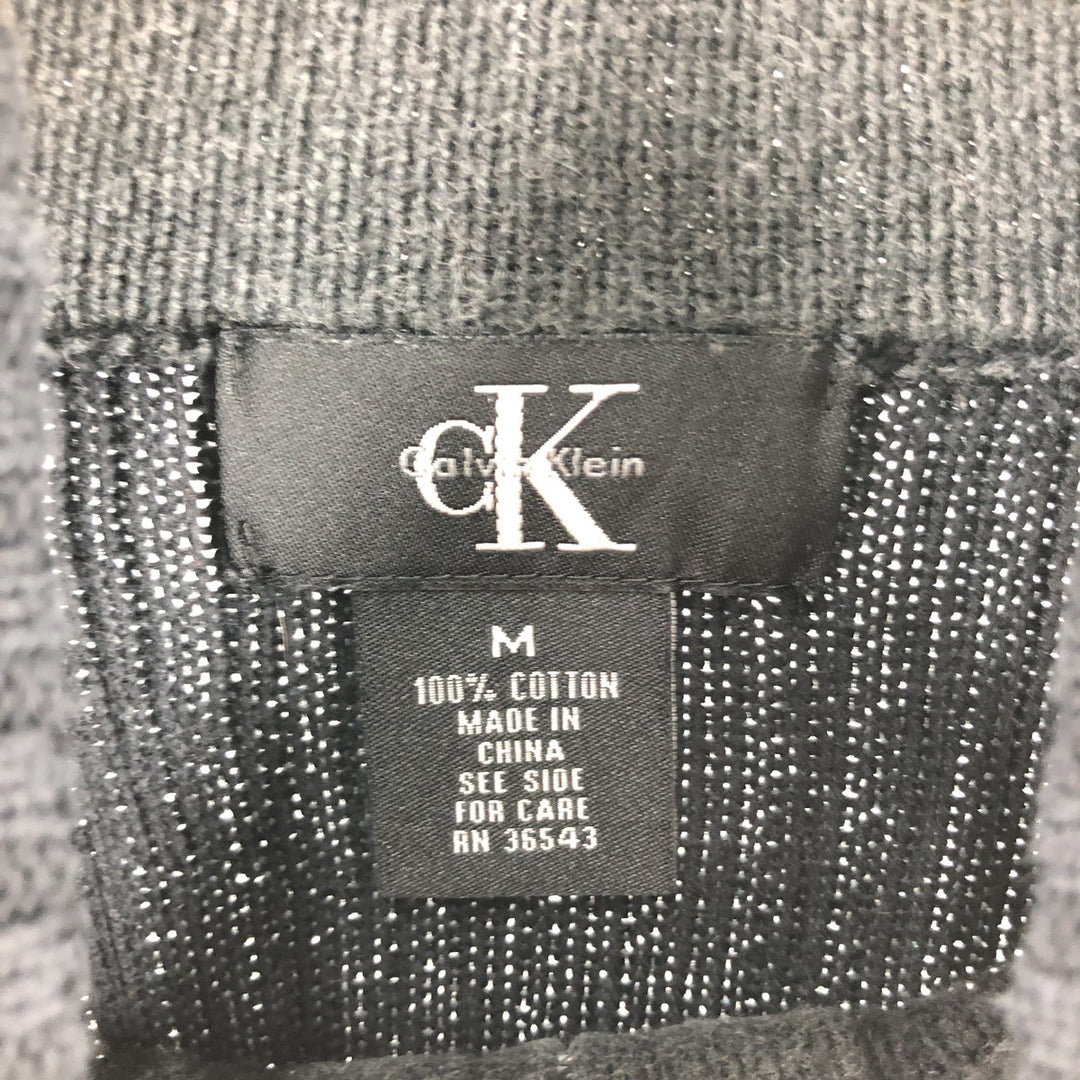 CK
Calvin Klein
M
100% COTTON
MADE IN
CHINA
SEE SIDE
FOR CARE
RN 36543